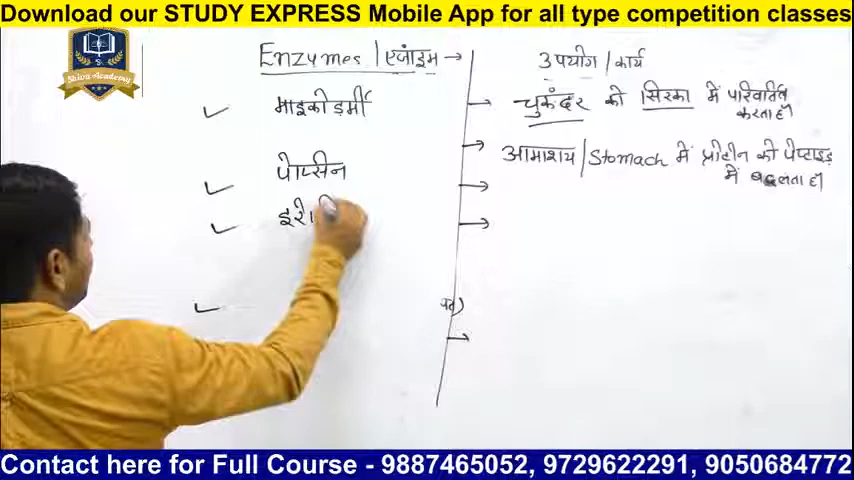 Download our STUDY EXPRESS Mobile App for all type competition classes
Shiva Academy
Enzymes / एंजाइम → उपयोग / कार्य
माइकोडर्मी → चुकंदर को सिरका में परिवर्तित
करता है।
आमाशय / Stomach में प्रोटीन को पेप्टाइड
में बदलता है।
पेप्सीन
इरे
Contact here for Full Course - 9887465052, 9729622291, 9050684772